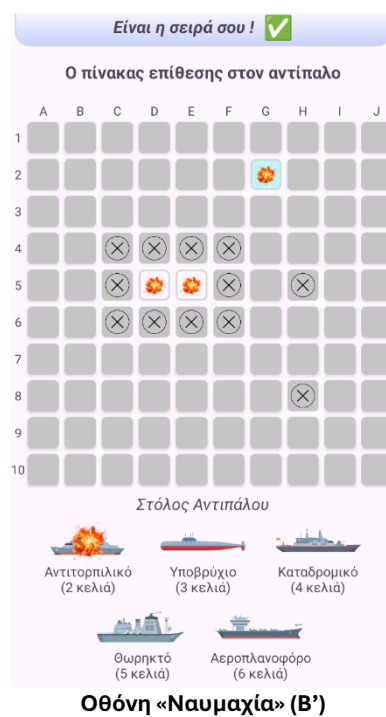 Είναι η σειρά σου !
Ο πίνακας επίθεσης στον αντίπαλο
A B C D E F G H I J
1
2
3
4
5
6
7
8
9
10
Στόλος Αντιπάλου
Αντιτορπιλικό Υποβρύχιο Καταδρομικό
(2 κελιά) (3 κελιά) (4 κελιά)
Θωρηκτό Αεροπλανοφόρο
(5 κελιά) (6 κελιά)
Οθόνη «Ναυμαχία» (Β’)